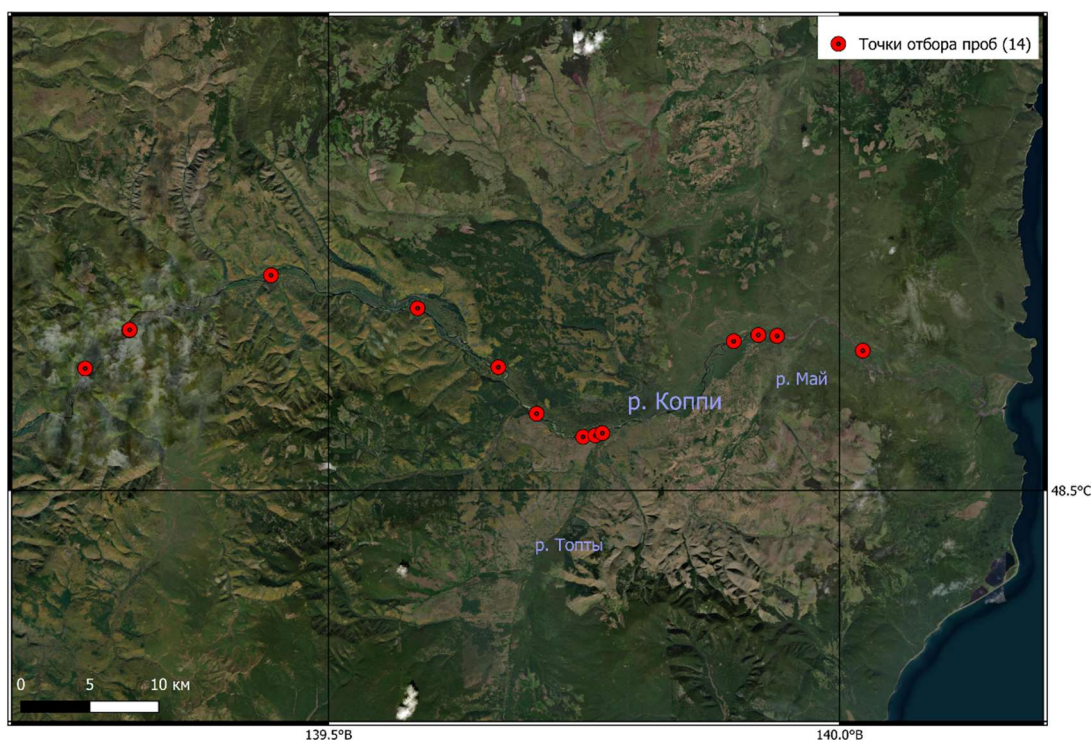 Точки отбора проб (14)
р. Май
р. Коппи
48.5°С
р. Топты
0 5 10 км
139.5°В 140.0°В